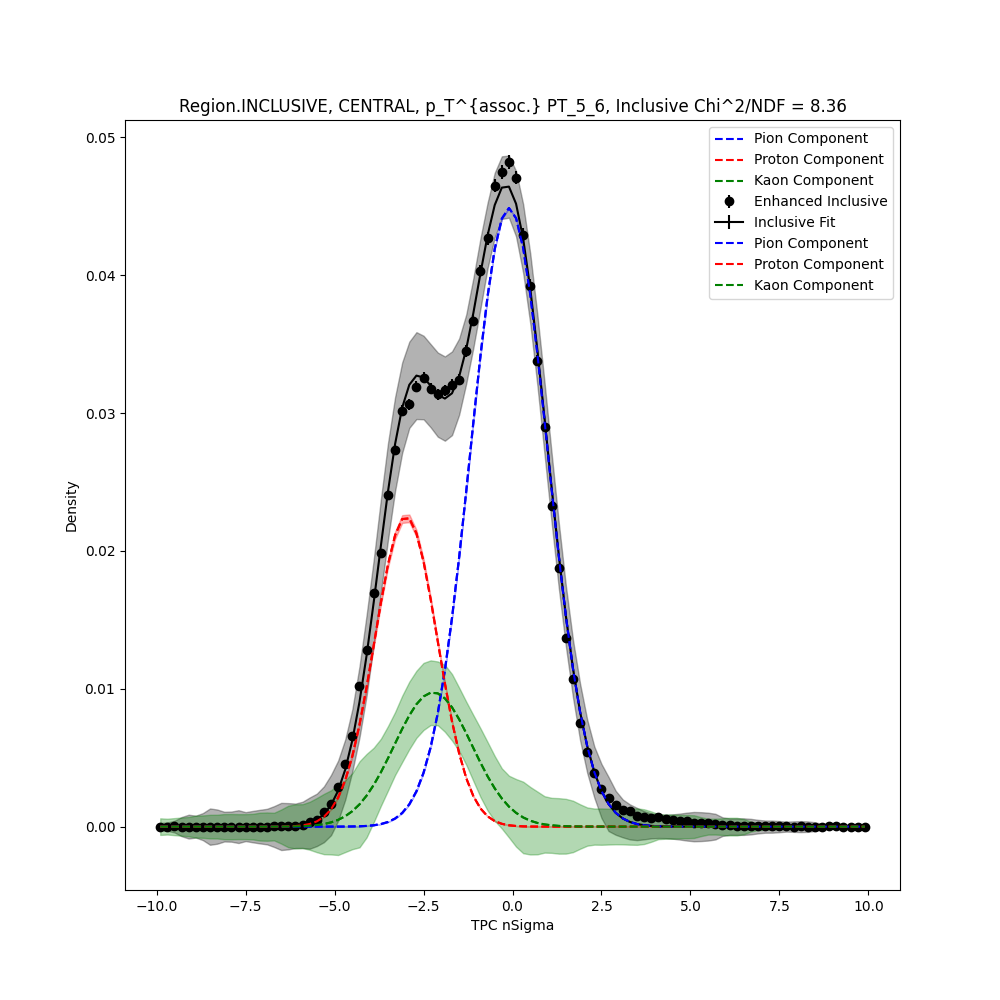 Region.INCLUSIVE, CENTRAL, p_T^{assoc.} PT_5_6, Inclusive Chi^2/NDF = 8.36
0.05
0.04
0.03
0.02
0.01
0.00
Density
−10.0 −7.5 −5.0 −2.5 0.0 2.5 5.0 7.5 10.0
TPC nSigma
Pion Component
Proton Component
Kaon Component
Enhanced Inclusive
Inclusive Fit
Pion Component
Proton Component
Kaon Component